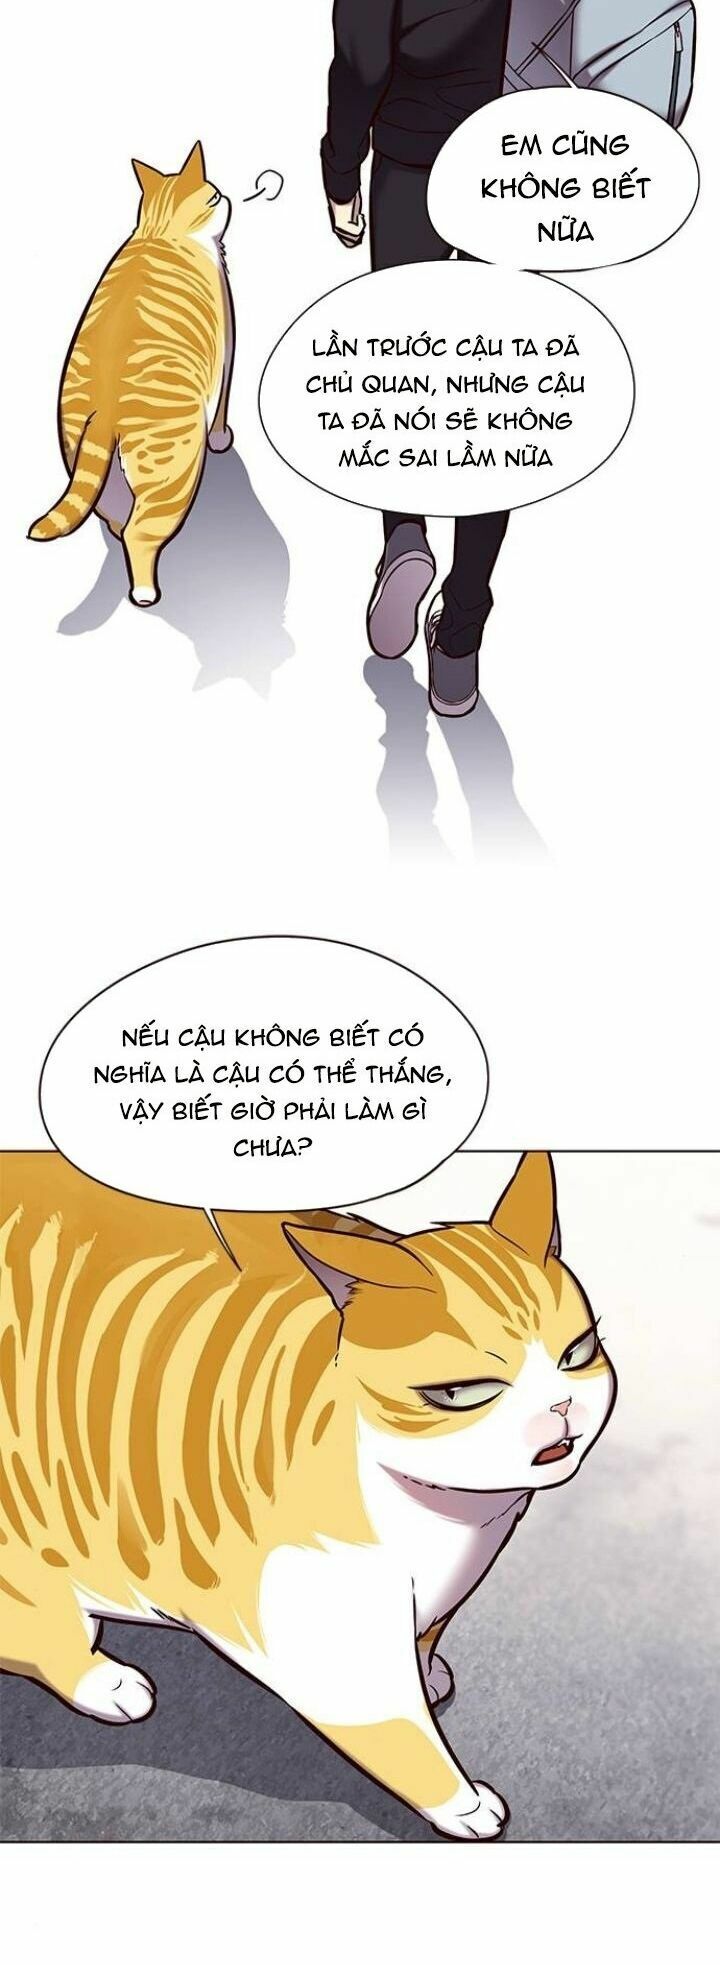 EM CŨNG
KHÔNG BIẾT
NỮA
LẦN TRƯỚC CẬU TA ĐÃ
CHỦ QUAN, NHƯNG CẬU
TA ĐÃ NÓI SẼ KHÔNG
MẮC SAI LẦM NỮA
NẾU CẬU KHÔNG BIẾT CÓ
NGHĨA LÀ CẬU CÓ THỂ THẮNG,
VẬY BIẾT GIỜ PHẢI LÀM GÌ
CHƯA?